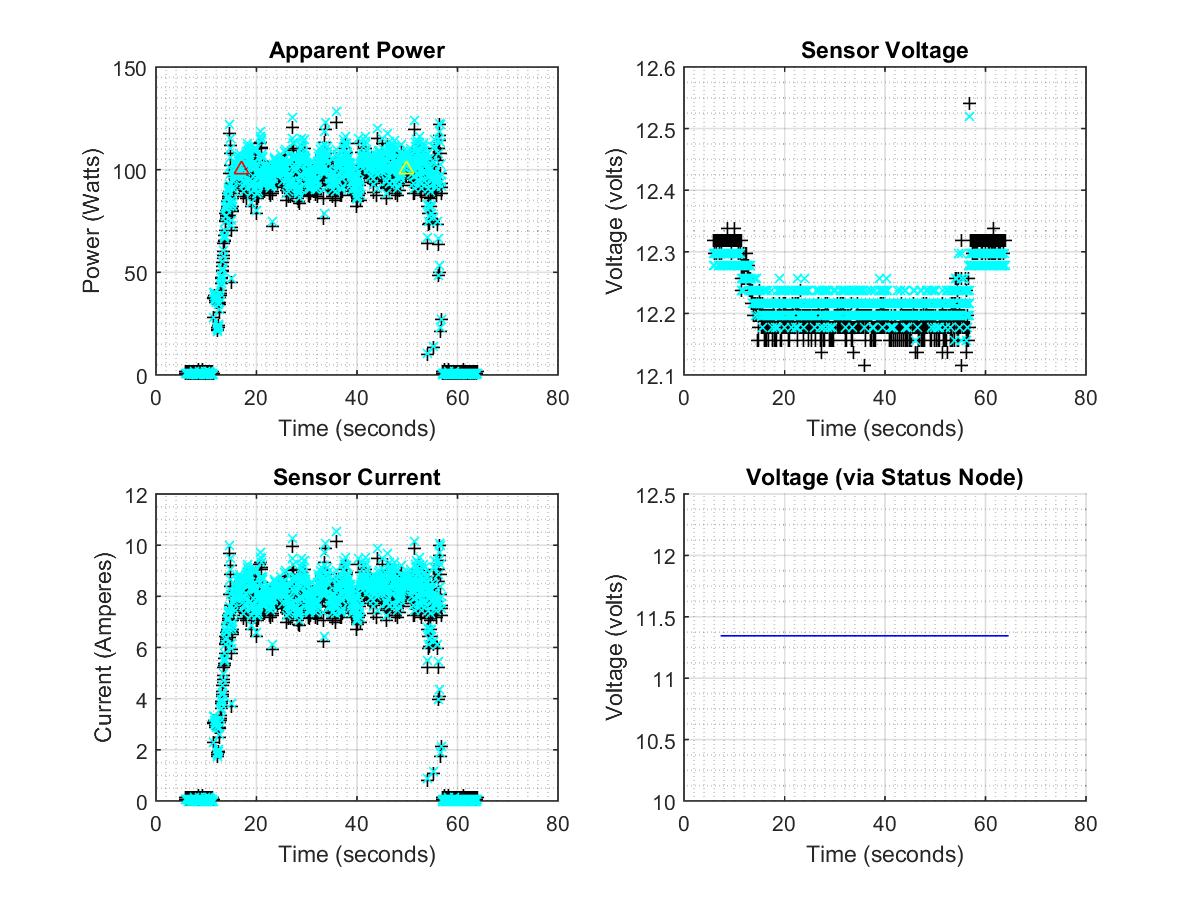 Apparent Power
150
100
50
0
0 20 40 60 80
Power (Watts)
Time (seconds)
Sensor Voltage
12.6
12.5
12.4
12.3
12.2
12.1
0 20 40 60 80
Voltage (volts)
Time (seconds)
Sensor Current
12
10
8
6
4
2
0
0 20 40 60 80
Current (Amperes)
Time (seconds)
Voltage (via Status Node)
12.5
12
11.5
11
10.5
10
0 20 40 60 80
Voltage (volts)
Time (seconds)